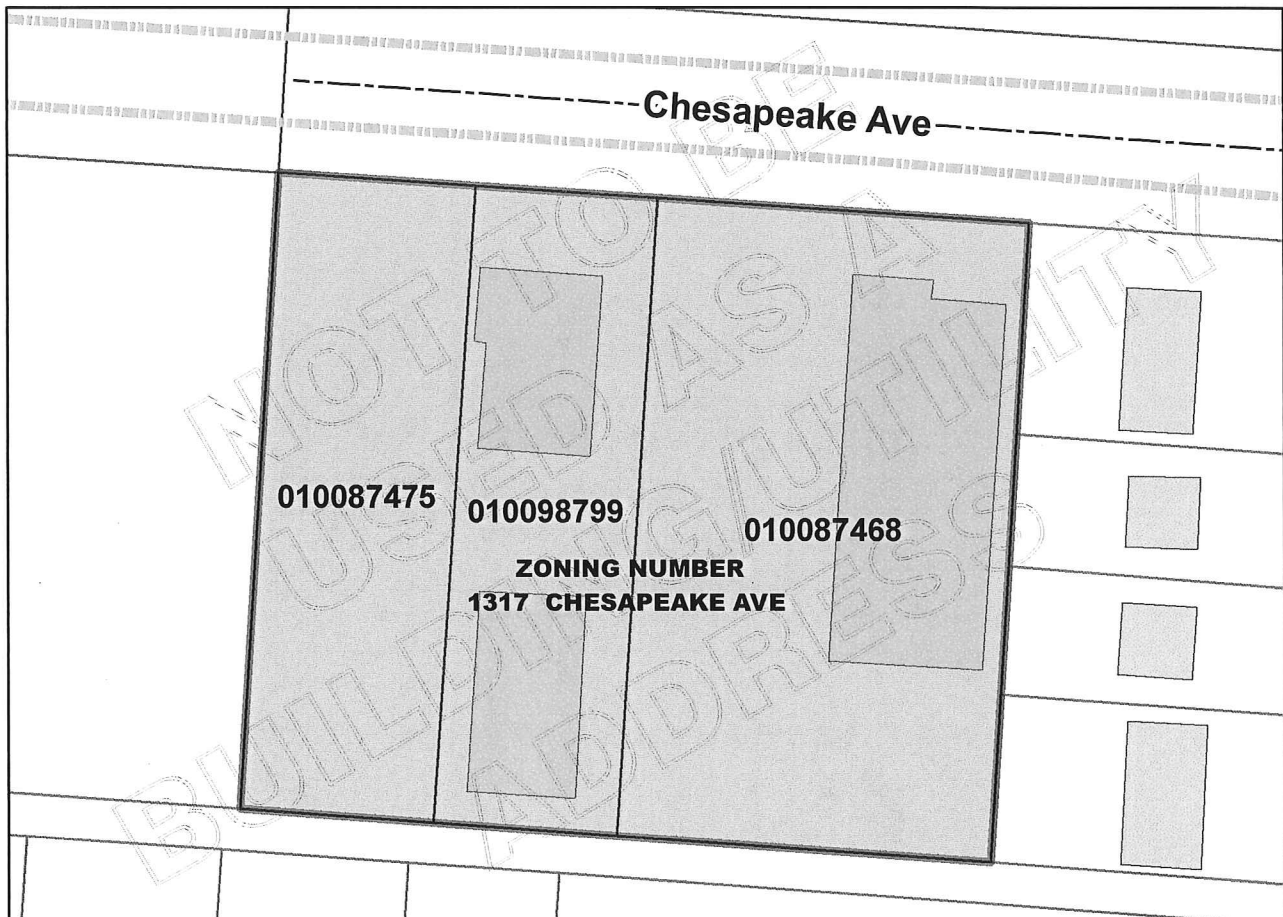 Chesapeake Ave
NOT TO BE
USED AS A
BUILDING/UTILITY
ADDRESS
010087475
010098799
010087468
ZONING NUMBER
1317 CHESAPEAKE AVE